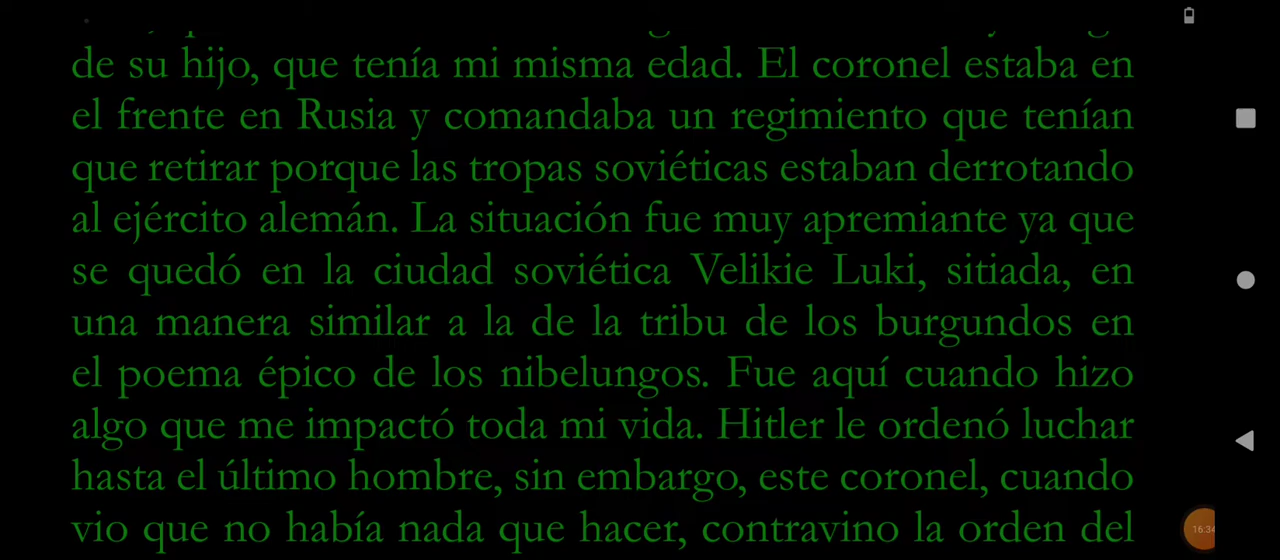 de su hijo, que tenía mi misma edad. El coronel estaba en
el frente en Rusia y comandaba un regimiento que tenían
que retirar porque las tropas soviéticas estaban derrotando
al ejército alemán. La situación fue muy apremiante ya que
se quedó en la ciudad soviética Velikie Luki, sitiada, en
una manera similar a la de la tribu de los burgundos en
el poema épico de los nibelungos. Fue aquí cuando hizo
algo que me impactó toda mi vida. Hitler le ordenó luchar
hasta el último hombre, sin embargo, este coronel, cuando
vio que no había nada que hacer, contravino la orden del
16:34